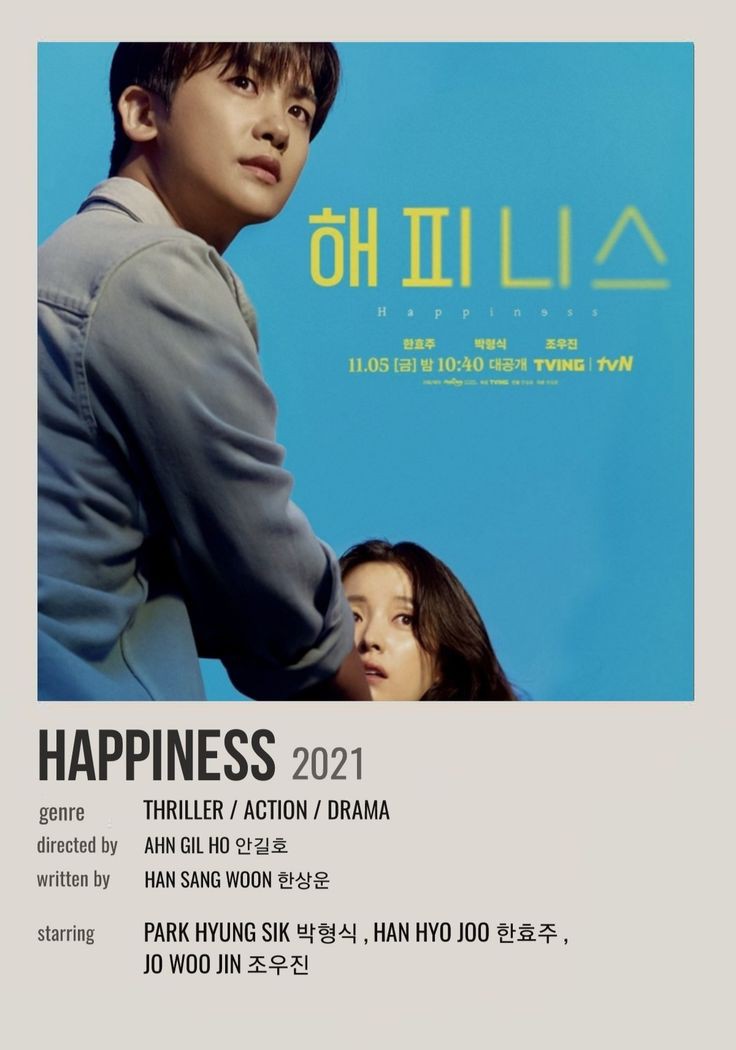 해피니스
Happiness
한효주 박형식 조우진
11.05 [금] 밤 10:40 대공개 TVING | tvN
HAPPINESS 2021
genre THRILLER / ACTION / DRAMA
directed by AHN GIL HO 안길호
written by HAN SANG WOON 한상운
starring PARK HYUNG SIK 박형식 , HAN HYO JOO 한효주 ,
JO WOO JIN 조우진